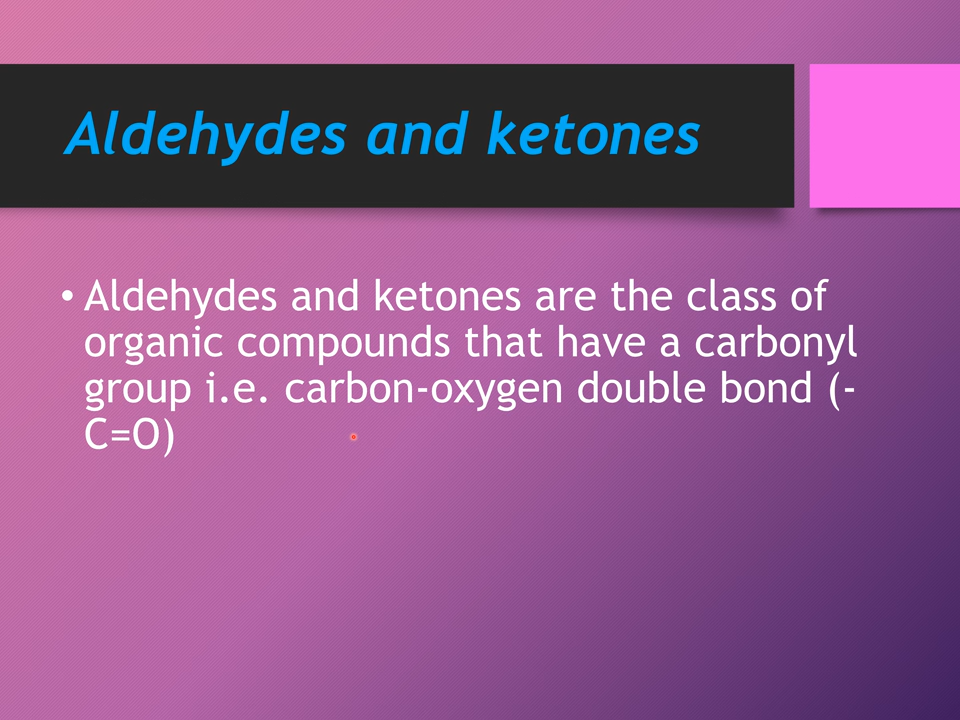 Aldehydes and ketones
• Aldehydes and ketones are the class of
organic compounds that have a carbonyl
group i.e. carbon-oxygen double bond (-
C=O)